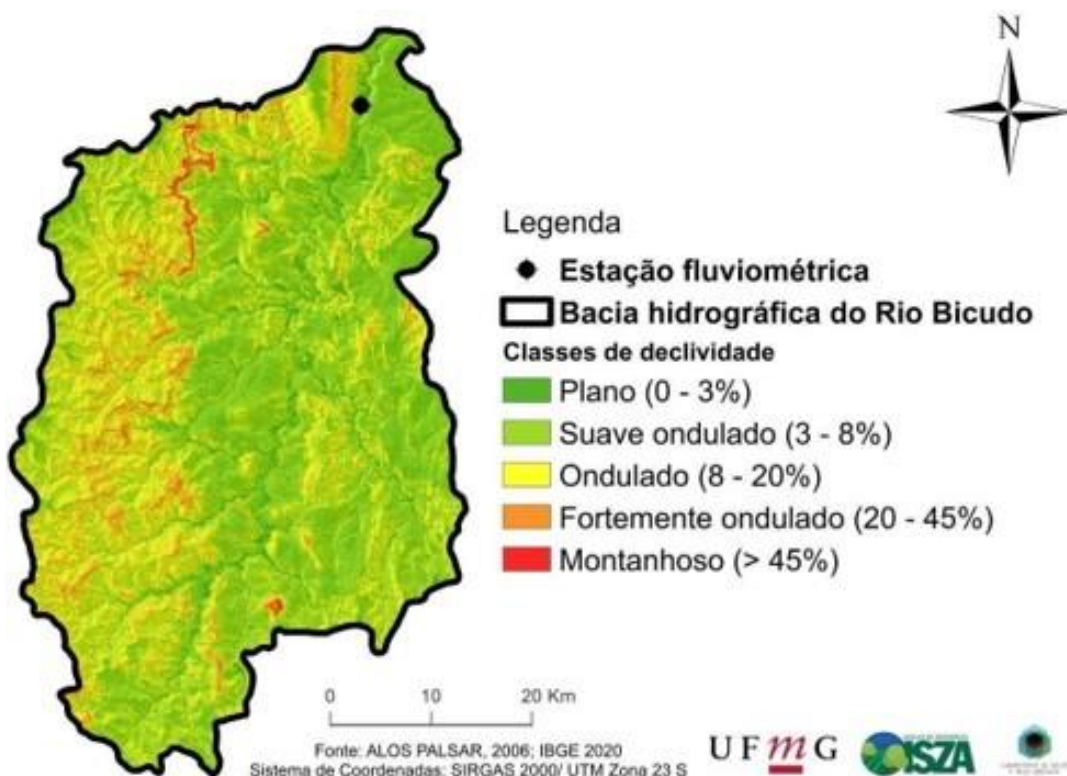 N
Legenda
Estação fluviométrica
Bacia hidrográfica do Rio Bicudo
Classes de declividade
Plano (0 - 3%)
Suave ondulado (3 - 8%)
Ondulado (8 - 20%)
Fortemente ondulado (20 - 45%)
Montanhoso (> 45%)
0 10 20 Km
Fonte: ALOS PALSAR, 2006; IBGE 2020
Sistema de Coordenadas: SIRGAS 2000/ UTM Zona 23 S
UFmG
ISZA